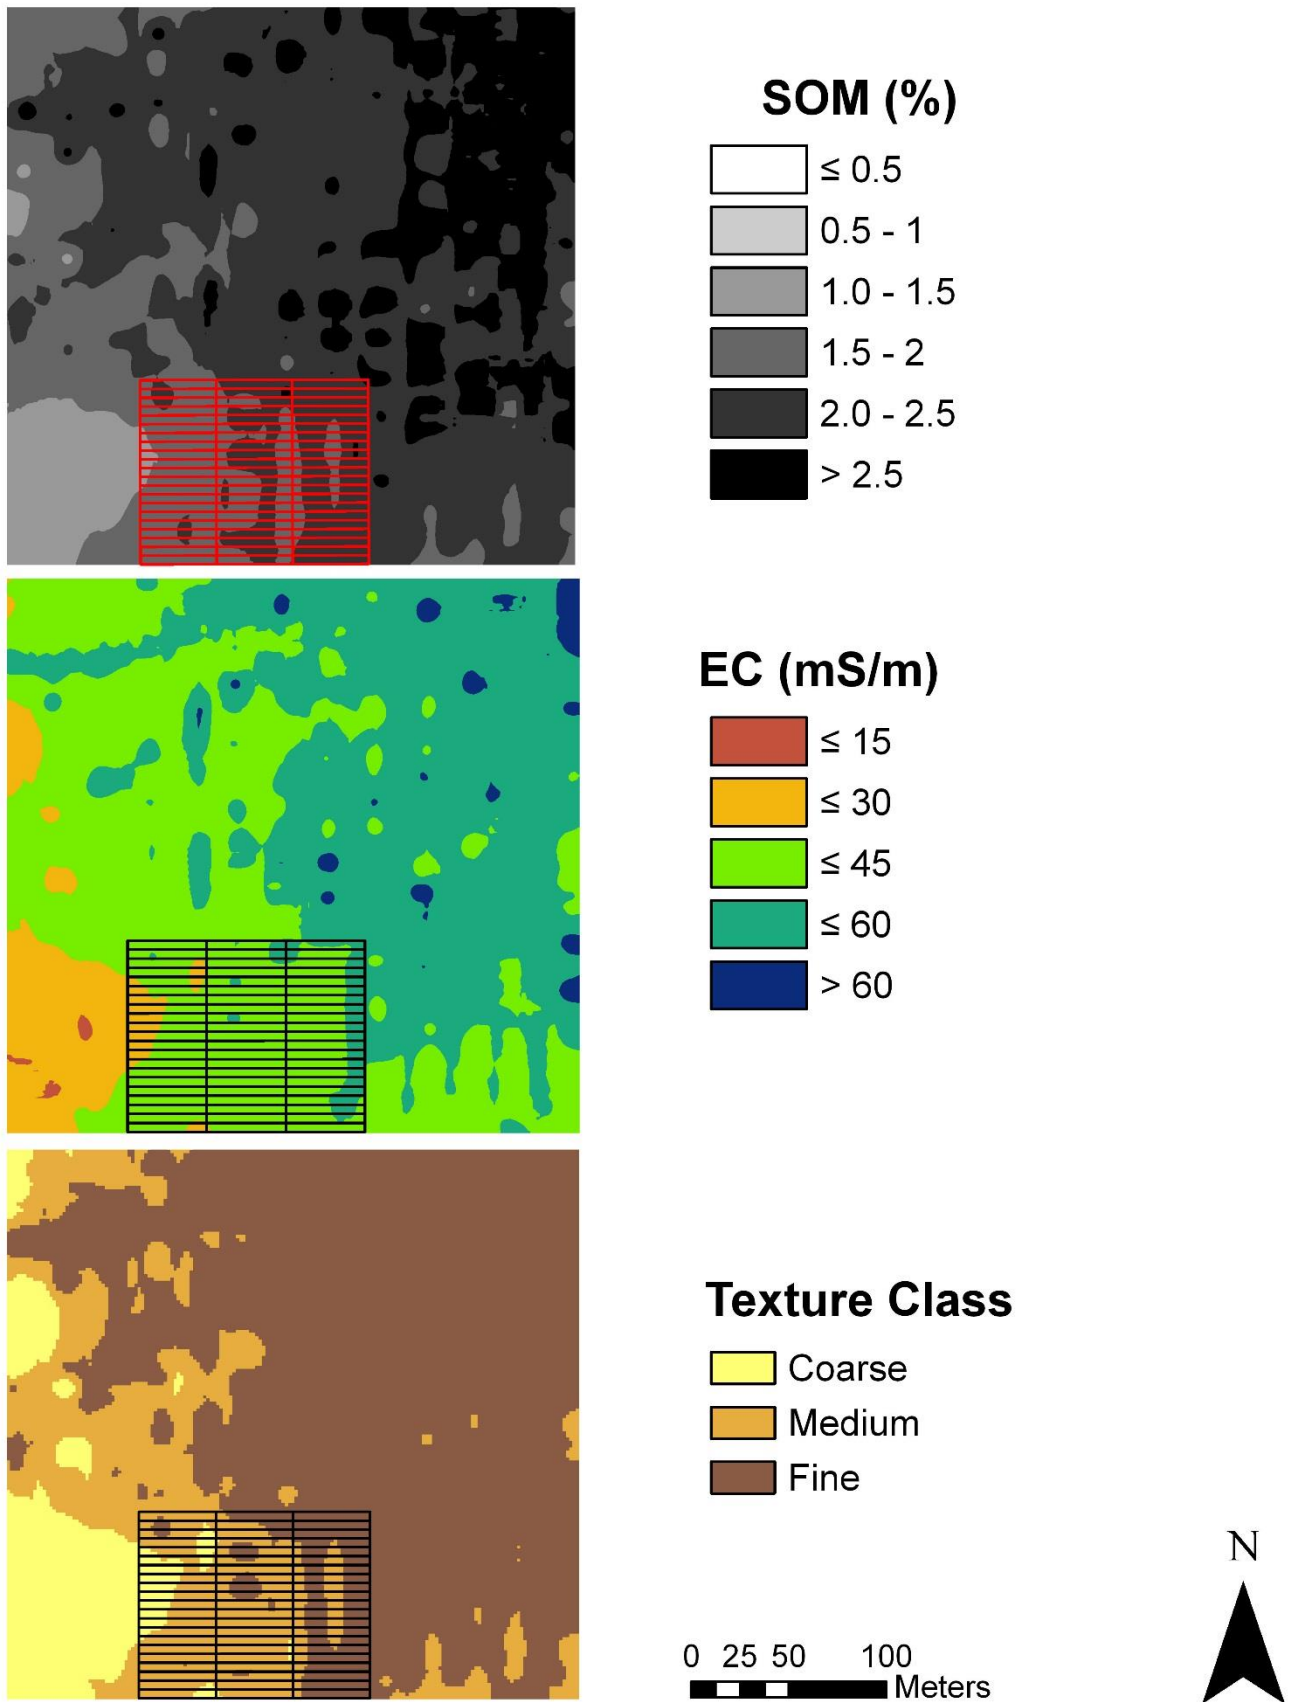 SOM (%)
≤ 0.5
0.5 - 1
1.0 - 1.5
1.5 - 2
2.0 - 2.5
> 2.5
EC (mS/m)
≤ 15
≤ 30
≤ 45
≤ 60
> 60
Texture Class
Coarse
Medium
Fine
N
0 25 50 100
Meters